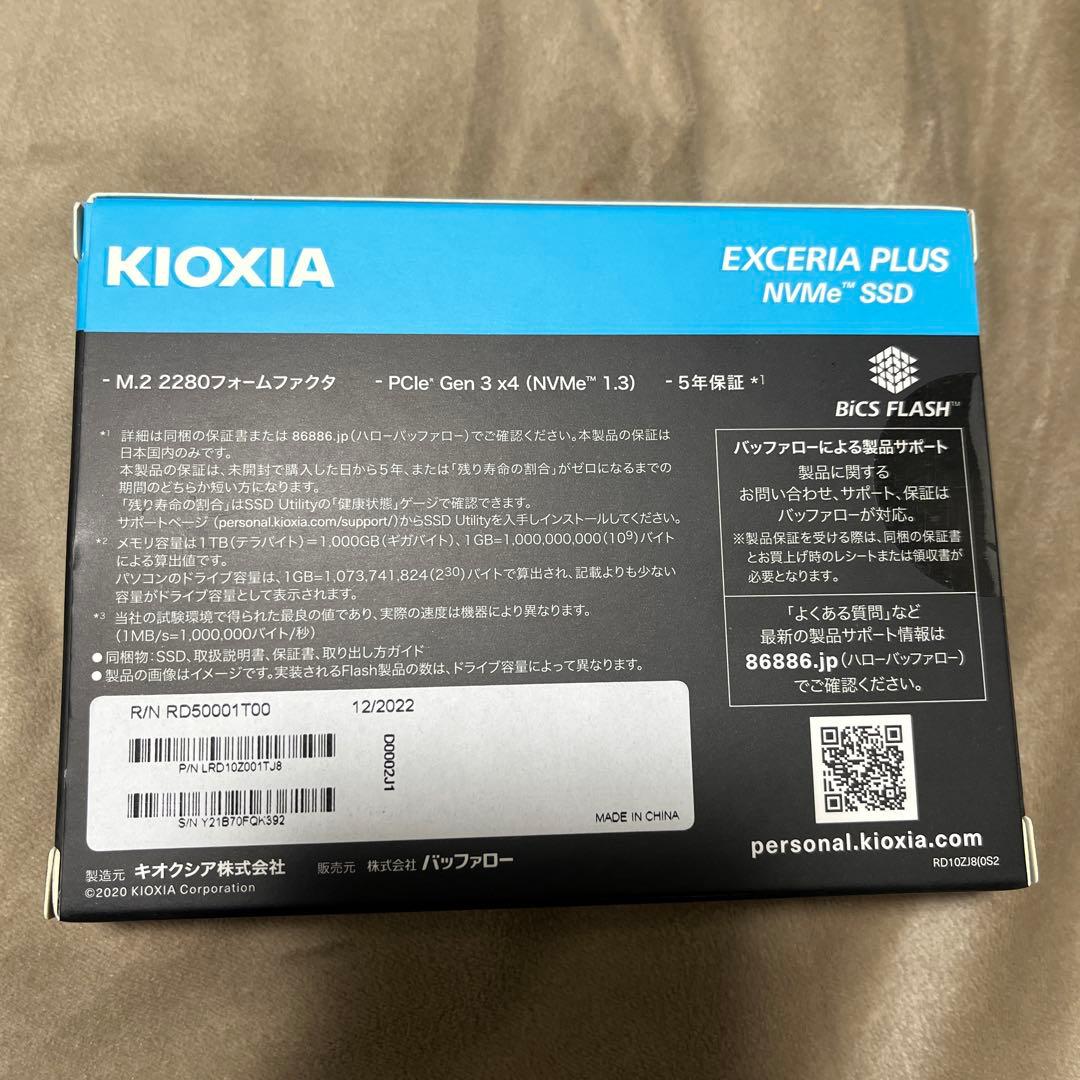 KIOXIA
EXCERIA PLUS
NVMe™ SSD
- M.2 2280フォームファクタ - PCIe® Gen 3 x4 (NVMe™ 1.3) - 5年保証 *1
BiCS FLASH™
*1 詳細は同梱の保証書または 86886.jp(ハローバッファロー)でご確認ください。本製品の保証は
日本国内のみです。
本製品の保証は、未開封で購入した日から5年、または「残り寿命の割合」がゼロになるまでの
期間のどちらか短い方になります。
「残り寿命の割合」はSSD Utilityの「健康状態」ゲージで確認できます。
サポートページ (personal.kioxia.com/support/)からSSD Utilityを入手しインストールしてください。
*2 メモリ容量は1TB(テラバイト)=1,000GB(ギガバイト)、1GB=1,000,000,000(10⁹)バイト
による算出値です。
パソコンのドライブ容量は、1GB=1,073,741,824(2³⁰)バイトで算出され、記載よりも少ない
容量がドライブ容量として表示されます。
*3 当社の試験環境で得られた最良の値であり、実際の速度は機器により異なります。
(1MB/s=1,000,000バイト/秒)
● 同梱物:SSD、取扱説明書、保証書、取り出し方ガイド
● 製品の画像はイメージです。実装されるFlash製品の数は、ドライブ容量によって異なります。
バッファローによる製品サポート
製品に関する
お問い合わせ、サポート、保証は
バッファローが対応。
※製品保証を受ける際は、同梱の保証書
とお買上げ時のレシートまたは領収書が
必要となります。
「よくある質問」など
最新の製品サポート情報は
86886.jp(ハローバッファロー)
でご確認ください。
R/N RD50001T00 12/2022
P/N LRD10Z001TJ8
D0002J1
S/N Y21B70FQK392
MADE IN CHINA
personal.kioxia.com
RD10ZJ8(0S2
製造元 キオクシア株式会社 販売元 株式会社 バッファロー
©2020 KIOXIA Corporation